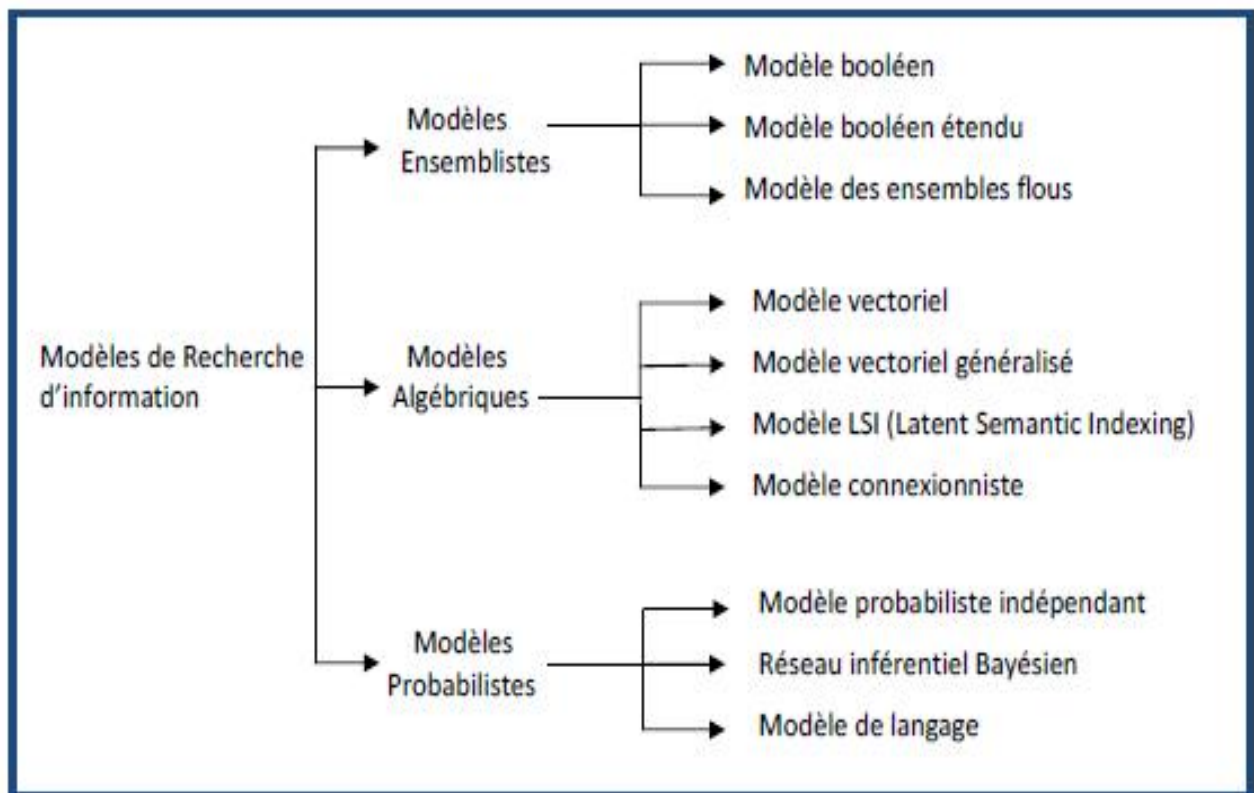 Modèles de Recherche
d'information
Modèles
Ensemblistes
Modèle booléen
Modèle booléen étendu
Modèle des ensembles flous
Modèles
Algébriques
Modèle vectoriel
Modèle vectoriel généralisé
Modèle LSI (Latent Semantic Indexing)
Modèle connexionniste
Modèles
Probabilistes
Modèle probabiliste indépendant
Réseau inférentiel Bayésien
Modèle de langage